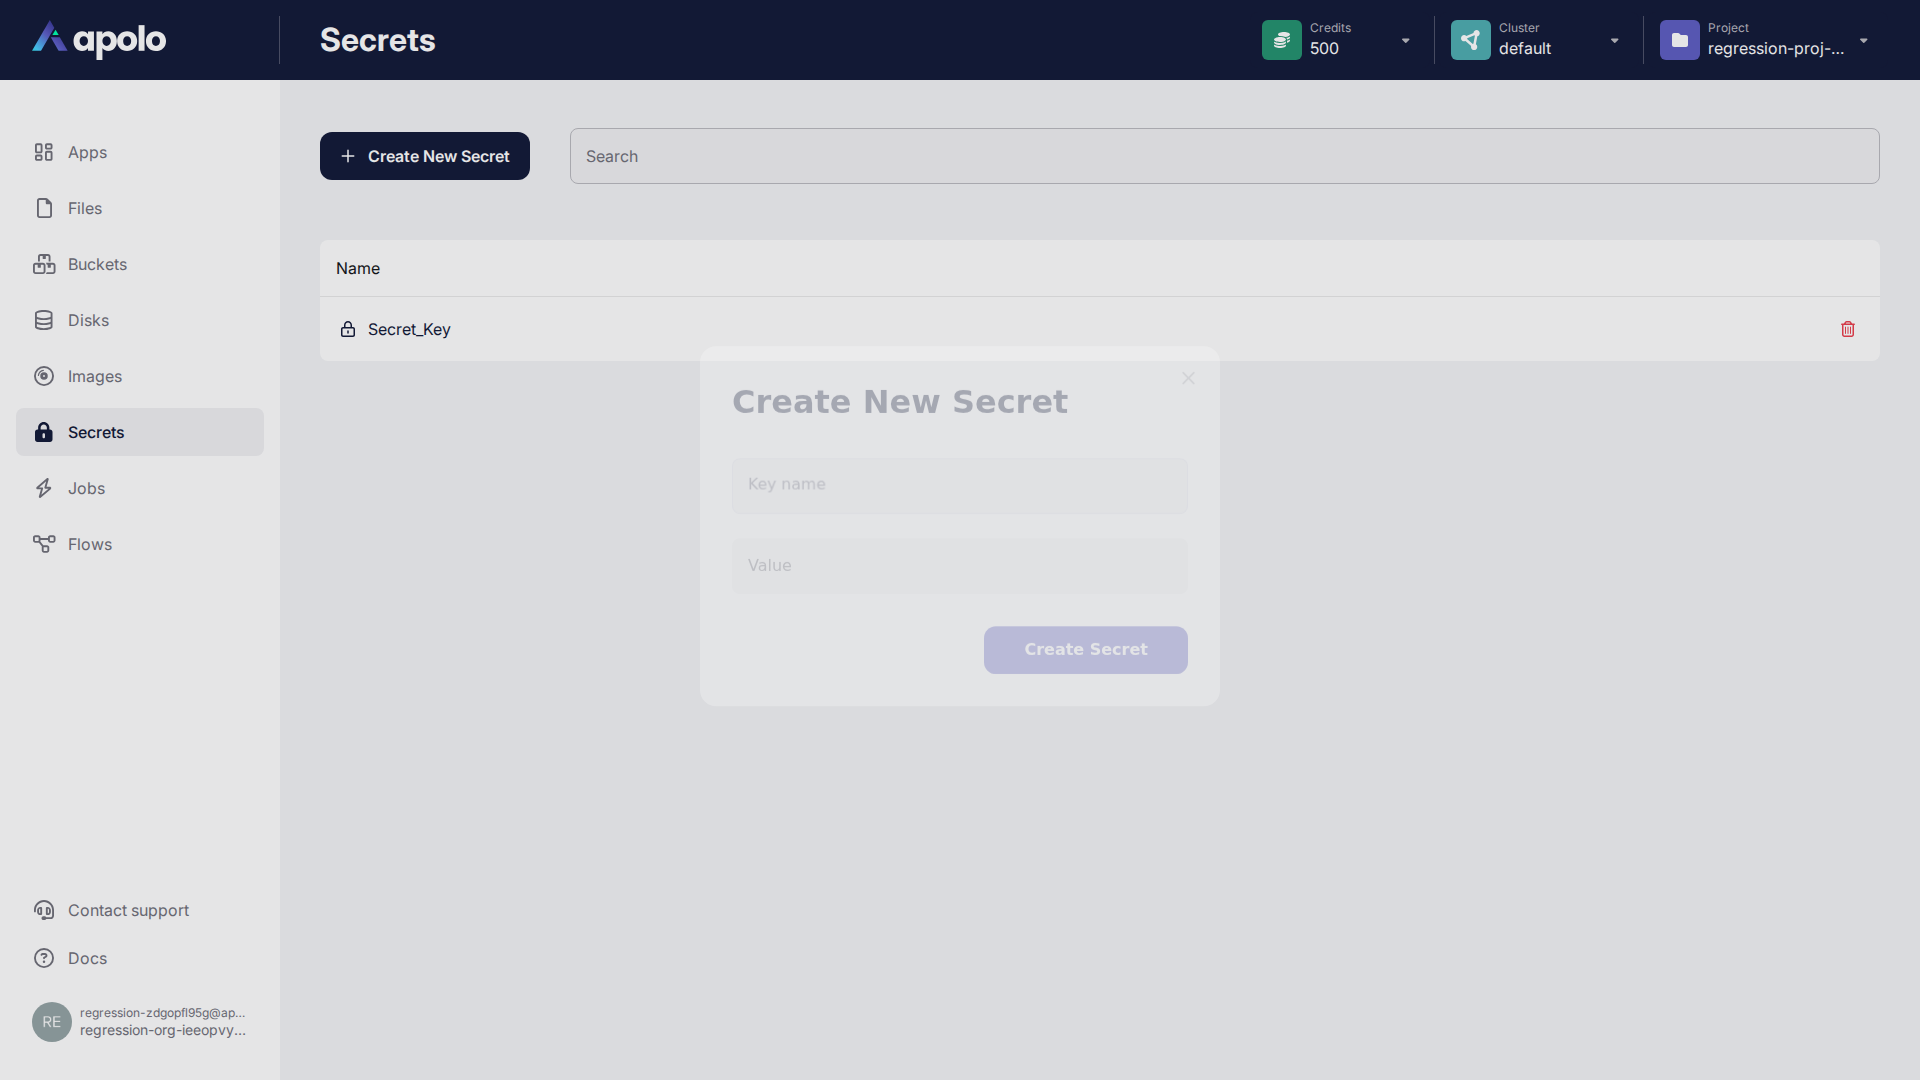 apolo
Secrets
Credits
500
Cluster
default
Project
regression-proj-...
Apps
Files
Buckets
Disks
Images
Secrets
Jobs
Flows
Contact support
Docs
RE
regression-zdgopfl95g@ap...
regression-org-ieeopvy...
Create New Secret
Search
Name
Secret_Key
Create New Secret
Key name
Value
Create Secret